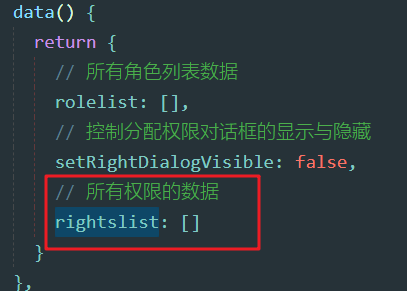 data() {
return {
// 所有角色列表数据
rolelist: [],
// 控制分配权限对话框的显示与隐藏
setRightDialogVisible: false,
// 所有权限的数据
rightslist: []
}
},